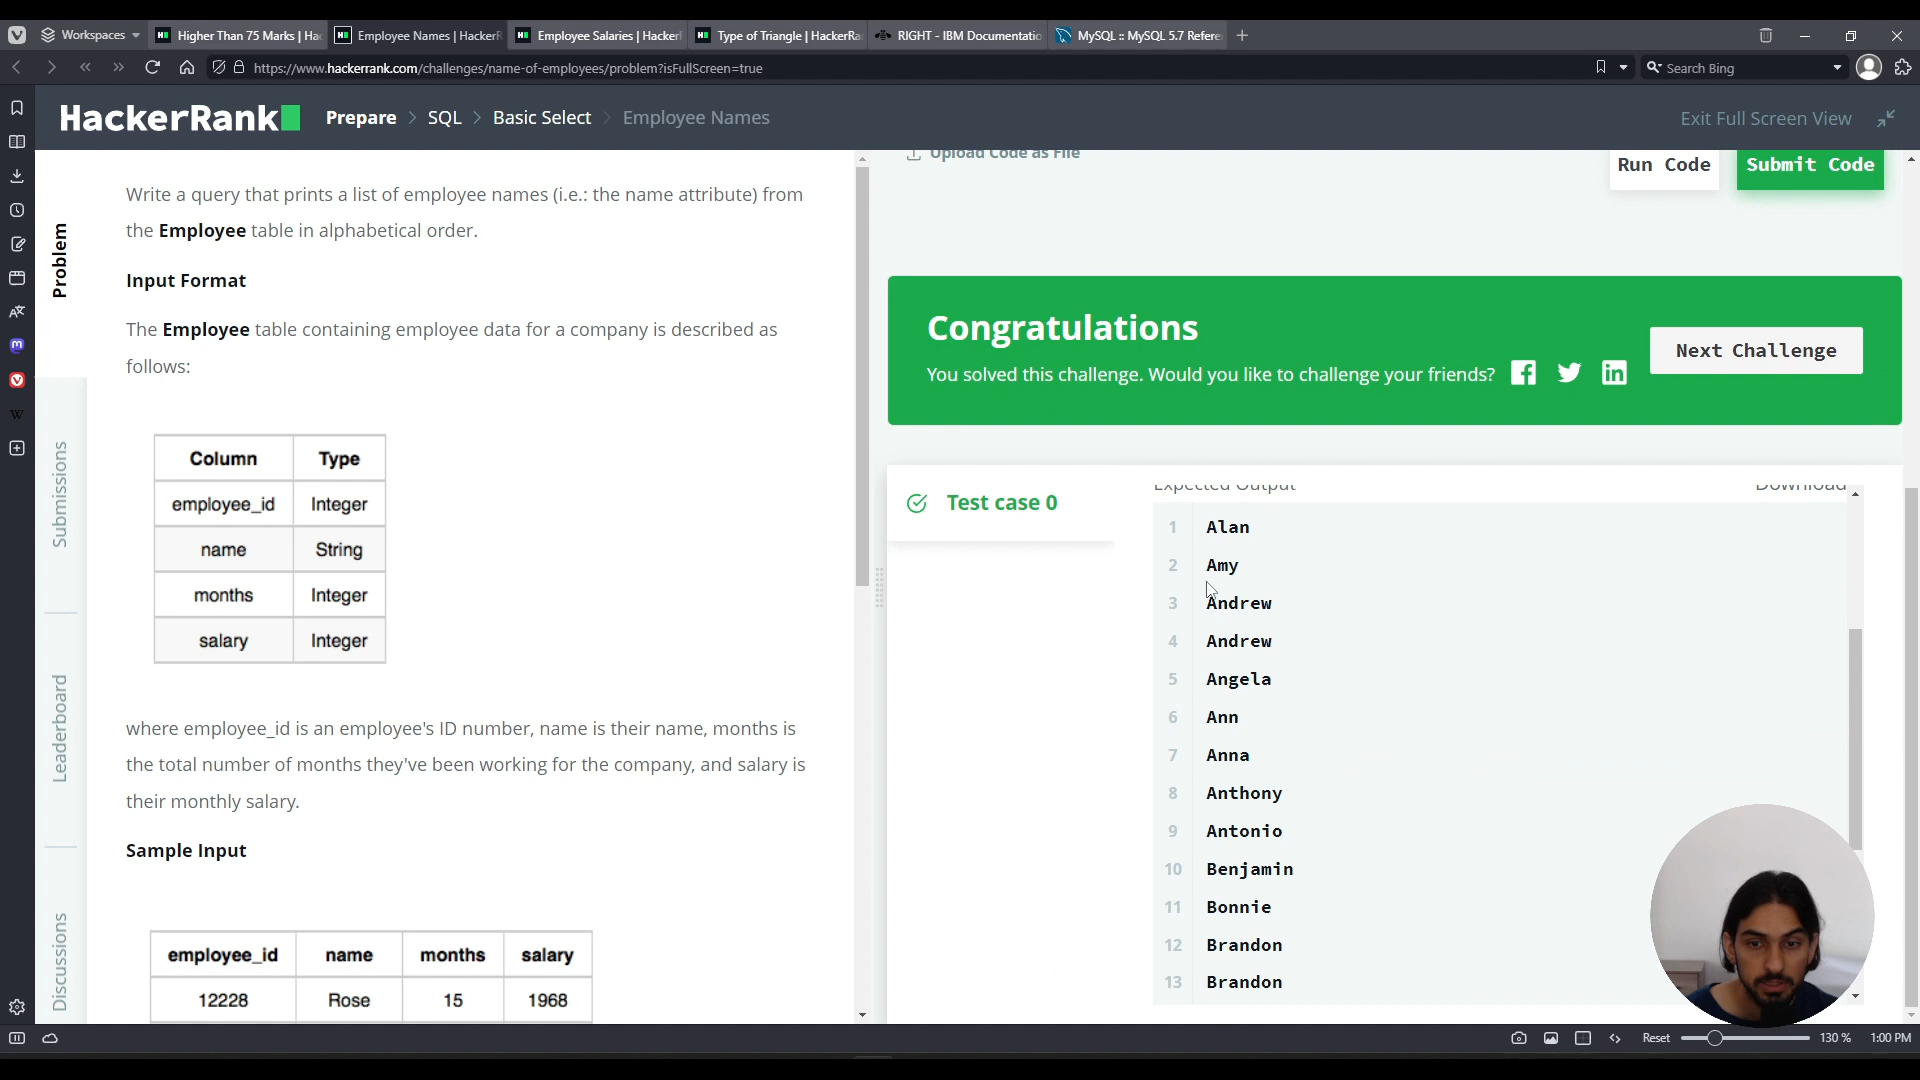 Workspaces
Higher Than 75 Marks | Ha
Employee Names | HackerR
Employee Salaries | Hacker
Type of Triangle | HackerRa
RIGHT - IBM Documentatio
MySQL :: MySQL 5.7 Refere
https://www.hackerrank.com/challenges/name-of-employees/problem?isFullScreen=true
Search Bing
HackerRank
Prepare > SQL > Basic Select > Employee Names
Exit Full Screen View
Problem
Submissions
Leaderboard
Discussions
Write a query that prints a list of employee names (i.e.: the name attribute) from
the Employee table in alphabetical order.
Input Format
The Employee table containing employee data for a company is described as
follows:
Column Type
employee_id Integer
name String
months Integer
salary Integer
where employee_id is an employee's ID number, name is their name, months is
the total number of months they've been working for the company, and salary is
their monthly salary.
Sample Input
employee_id name months salary
12228 Rose 15 1968
Upload Code as File
Run Code
Submit Code
Congratulations
You solved this challenge. Would you like to challenge your friends?
Next Challenge
Test case 0
Expected Output
Download
1 Alan
2 Amy
3 Andrew
4 Andrew
5 Angela
6 Ann
7 Anna
8 Anthony
9 Antonio
10 Benjamin
11 Bonnie
12 Brandon
13 Brandon
Reset
130 %
1:00 PM